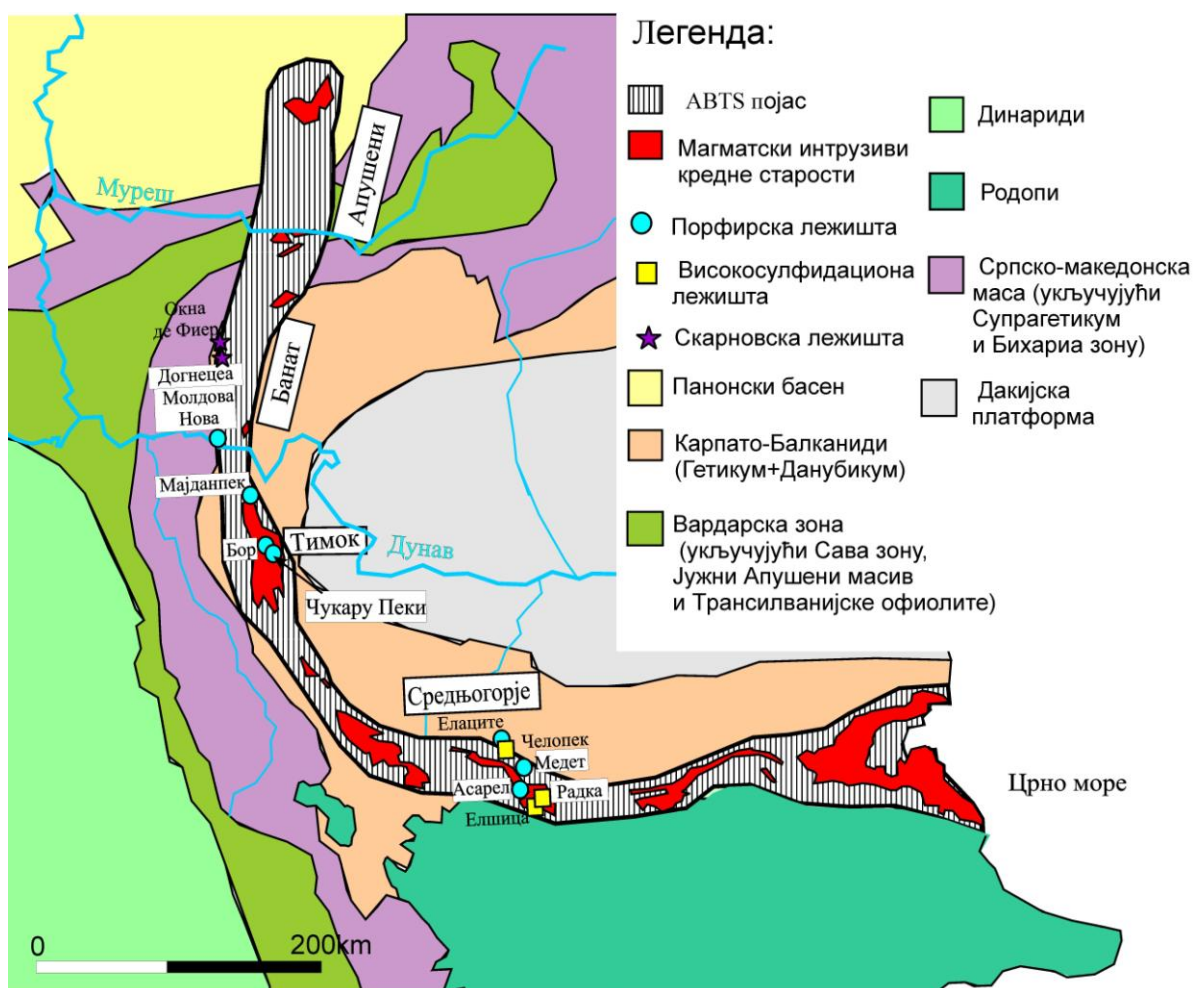 Легенда:
ABTS појас
Магматски интрузиви
кредне старости
Порфирска лежишта
Високосулфидациона
лежишта
Скарновска лежишта
Панонски басен
Карпато-Балканиди
(Гетикум+Данубикум)
Вардарска зона
(укључујући Сава зону,
Јужни Апушени масив
и Трансилванијске офиолите)
Динариди
Родопи
Српско-македонска
маса (укључујући
Супрагетикум
и Бихариа зону)
Дакијска
платформа
Муреш
Апушени
Окна
де Фиер
Догнецеа
Молдова
Нова
Банат
Мајданпек
Бор
Тимок
Дунав
Чукару Пеки
Средњогорје
Елаците
Челопек
Медет
Асарел
Радка
Елшица
Црно море
0
200km